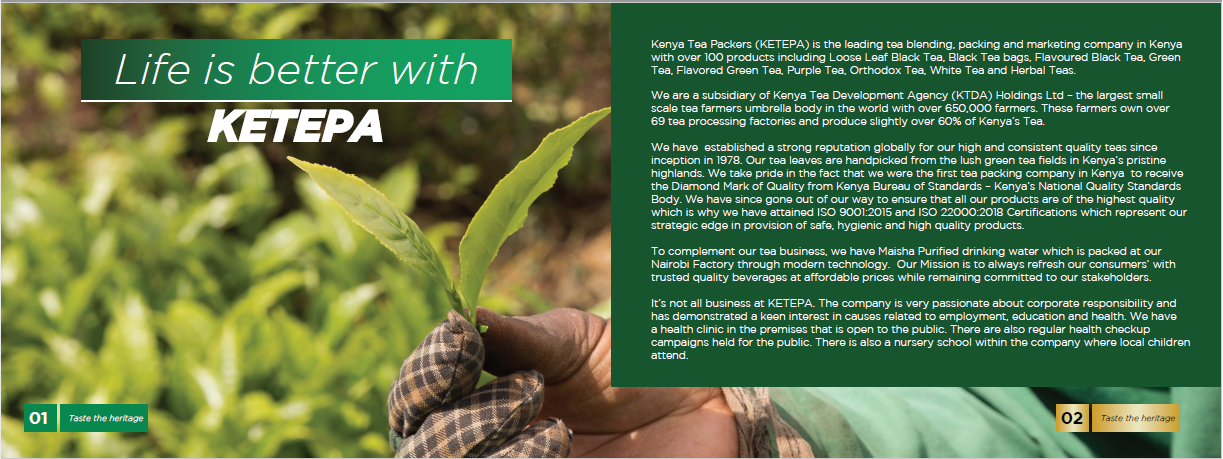 Life is better with
KETEPA
01 Taste the heritage
Kenya Tea Packers (KETEPA) is the leading tea blending, packing and marketing company in Kenya
with over 100 products including Loose Leaf Black Tea, Black Tea bags, Flavoured Black Tea, Green
Tea, Flavored Green Tea, Purple Tea, Orthodox Tea, White Tea and Herbal Teas.
We are a subsidiary of Kenya Tea Development Agency (KTDA) Holdings Ltd – the largest small
scale tea farmers umbrella body in the world with over 650,000 farmers. These farmers own over
69 tea processing factories and produce slightly over 60% of Kenya's Tea.
We have  established a strong reputation globally for our high and consistent quality teas since
inception in 1978. Our tea leaves are handpicked from the lush green tea fields in Kenya's pristine
highlands. We take pride in the fact that we were the first tea packing company in Kenya  to receive
the Diamond Mark of Quality from Kenya Bureau of Standards – Kenya's National Quality Standards
Body. We have since gone out of our way to ensure that all our products are of the highest quality
which is why we have attained ISO 9001:2015 and ISO 22000:2018 Certifications which represent our
strategic edge in provision of safe, hygienic and high quality products.
To complement our tea business, we have Maisha Purified drinking water which is packed at our
Nairobi Factory through modern technology.  Our Mission is to always refresh our consumers' with
trusted quality beverages at affordable prices while remaining committed to our stakeholders.
It's not all business at KETEPA. The company is very passionate about corporate responsibility and
has demonstrated a keen interest in causes related to employment, education and health. We have
a health clinic in the premises that is open to the public. There are also regular health checkup
campaigns held for the public. There is also a nursery school within the company where local children
attend.
02 Taste the heritage